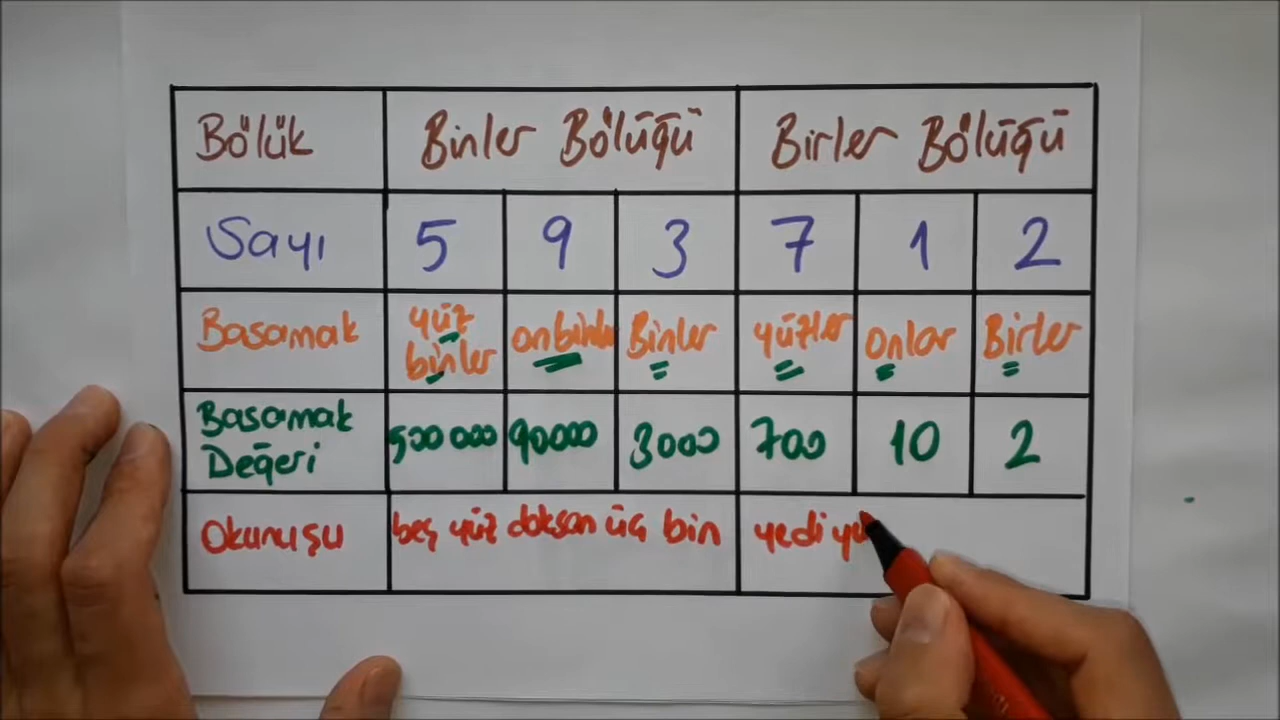 Bölük Binler Bölüğü Birler Bölüğü
Sayı 5 9 3 7 1 2
Basamak yüz binler onbinler Binler yüzler onlar Birler
Basamak Değeri 500 000 90000 3000 700 10 2
Okunuşu beş yüz doksan üç bin yedi yü